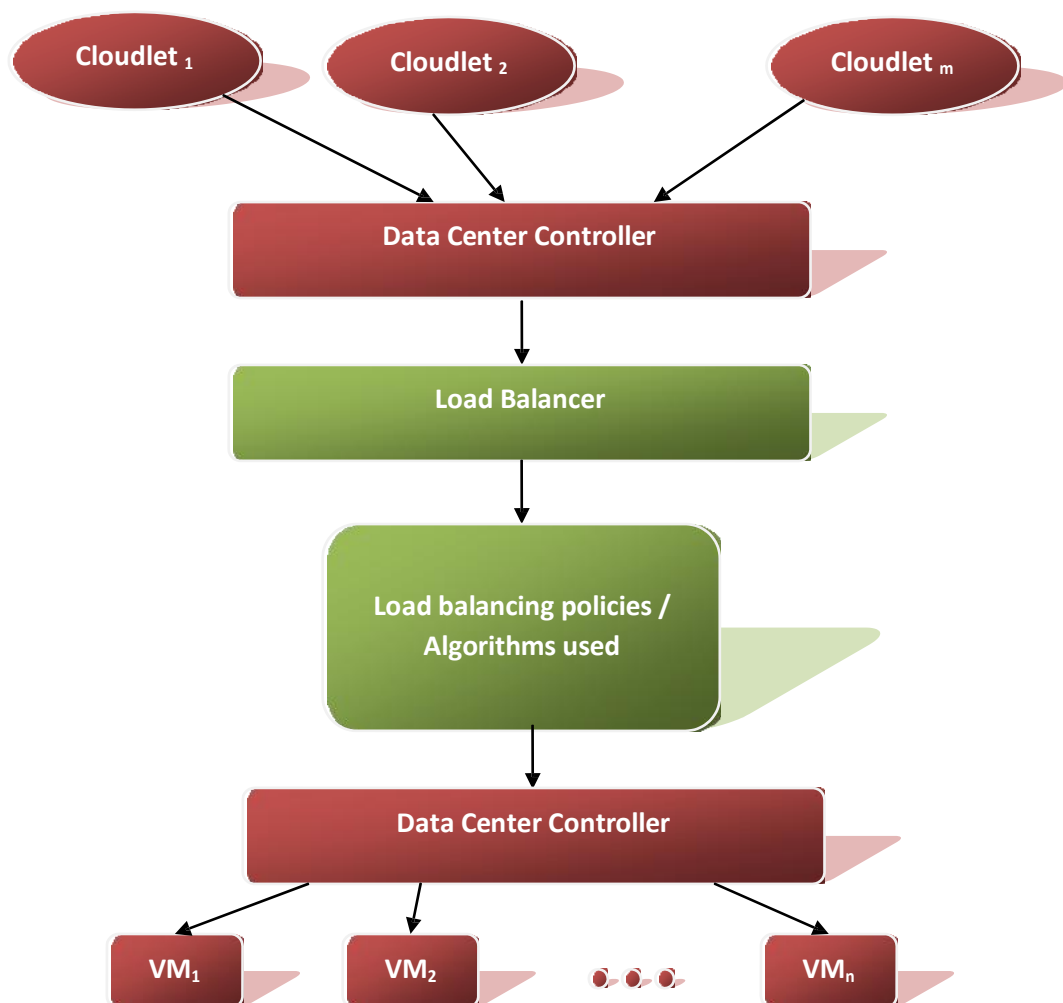 Cloudlet 1
Cloudlet 2
Cloudlet m
Data Center Controller
Load Balancer
Load balancing policies /
Algorithms used
Data Center Controller
VM1
VM2
VMn